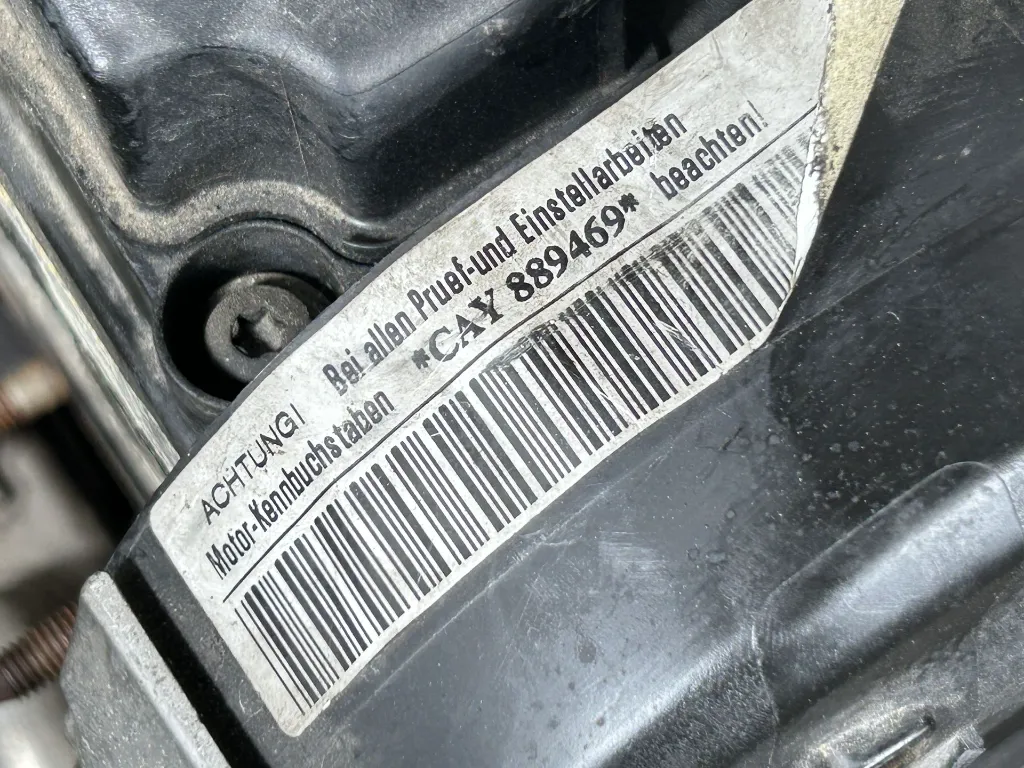 ACHTUNG! Bei allen Pruef-und Einstellarbeiten
Motor-Kennbuchstaben *CAY 889469* beachten!